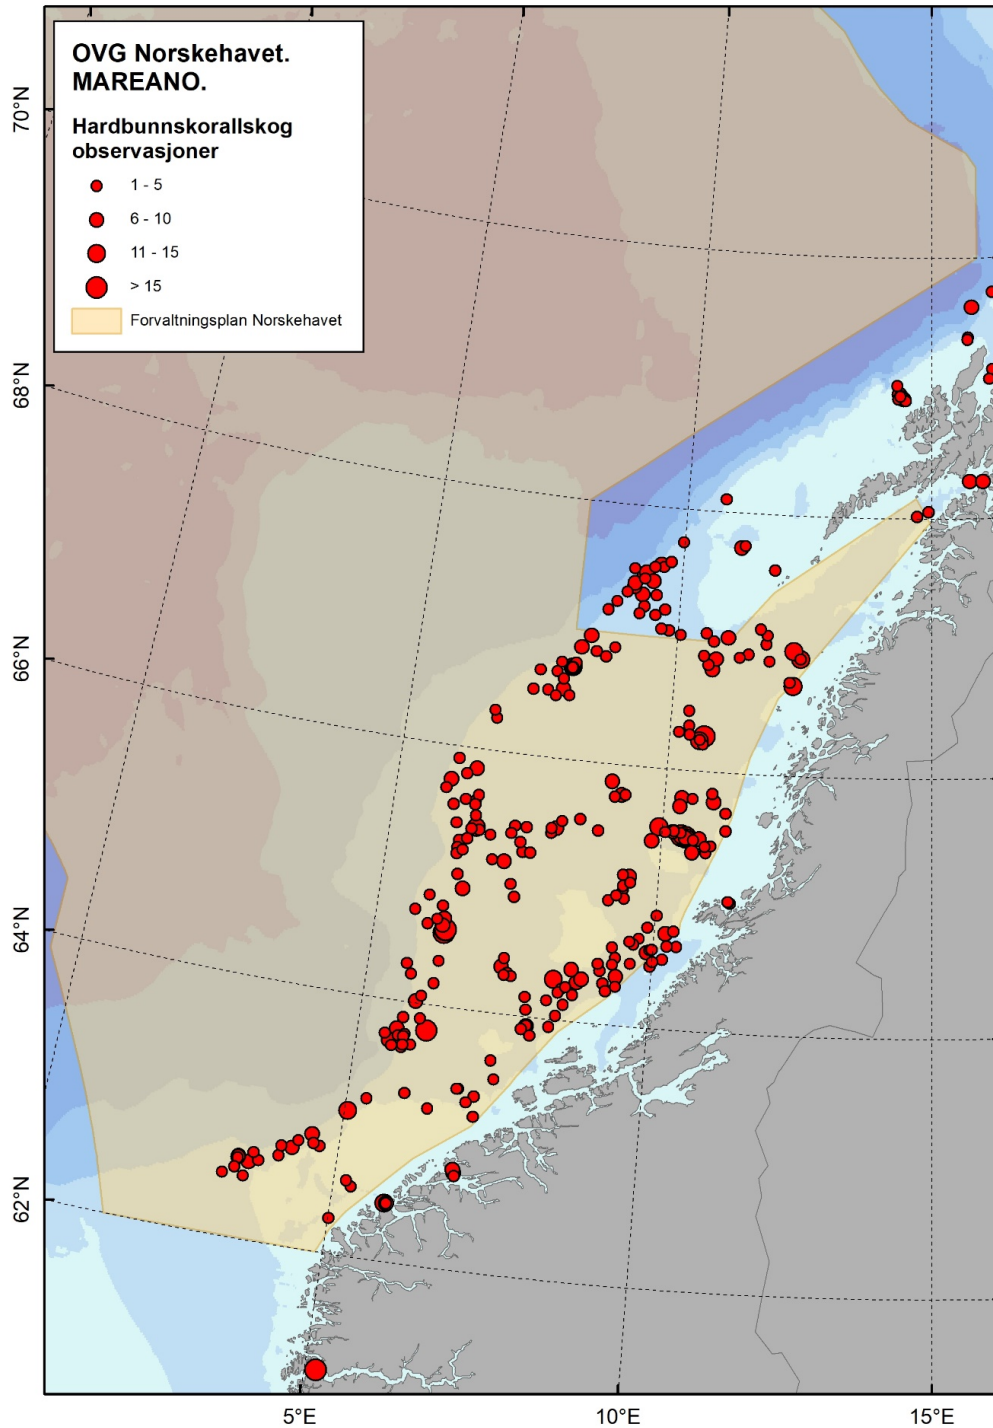 OVG Norskehavet.
MAREANO.
Hardbunnskorallskog
observasjoner
1 - 5
6 - 10
11 - 15
> 15
Forvaltningsplan Norskehavet
70°N
68°N
66°N
64°N
62°N
5°E
10°E
15°E